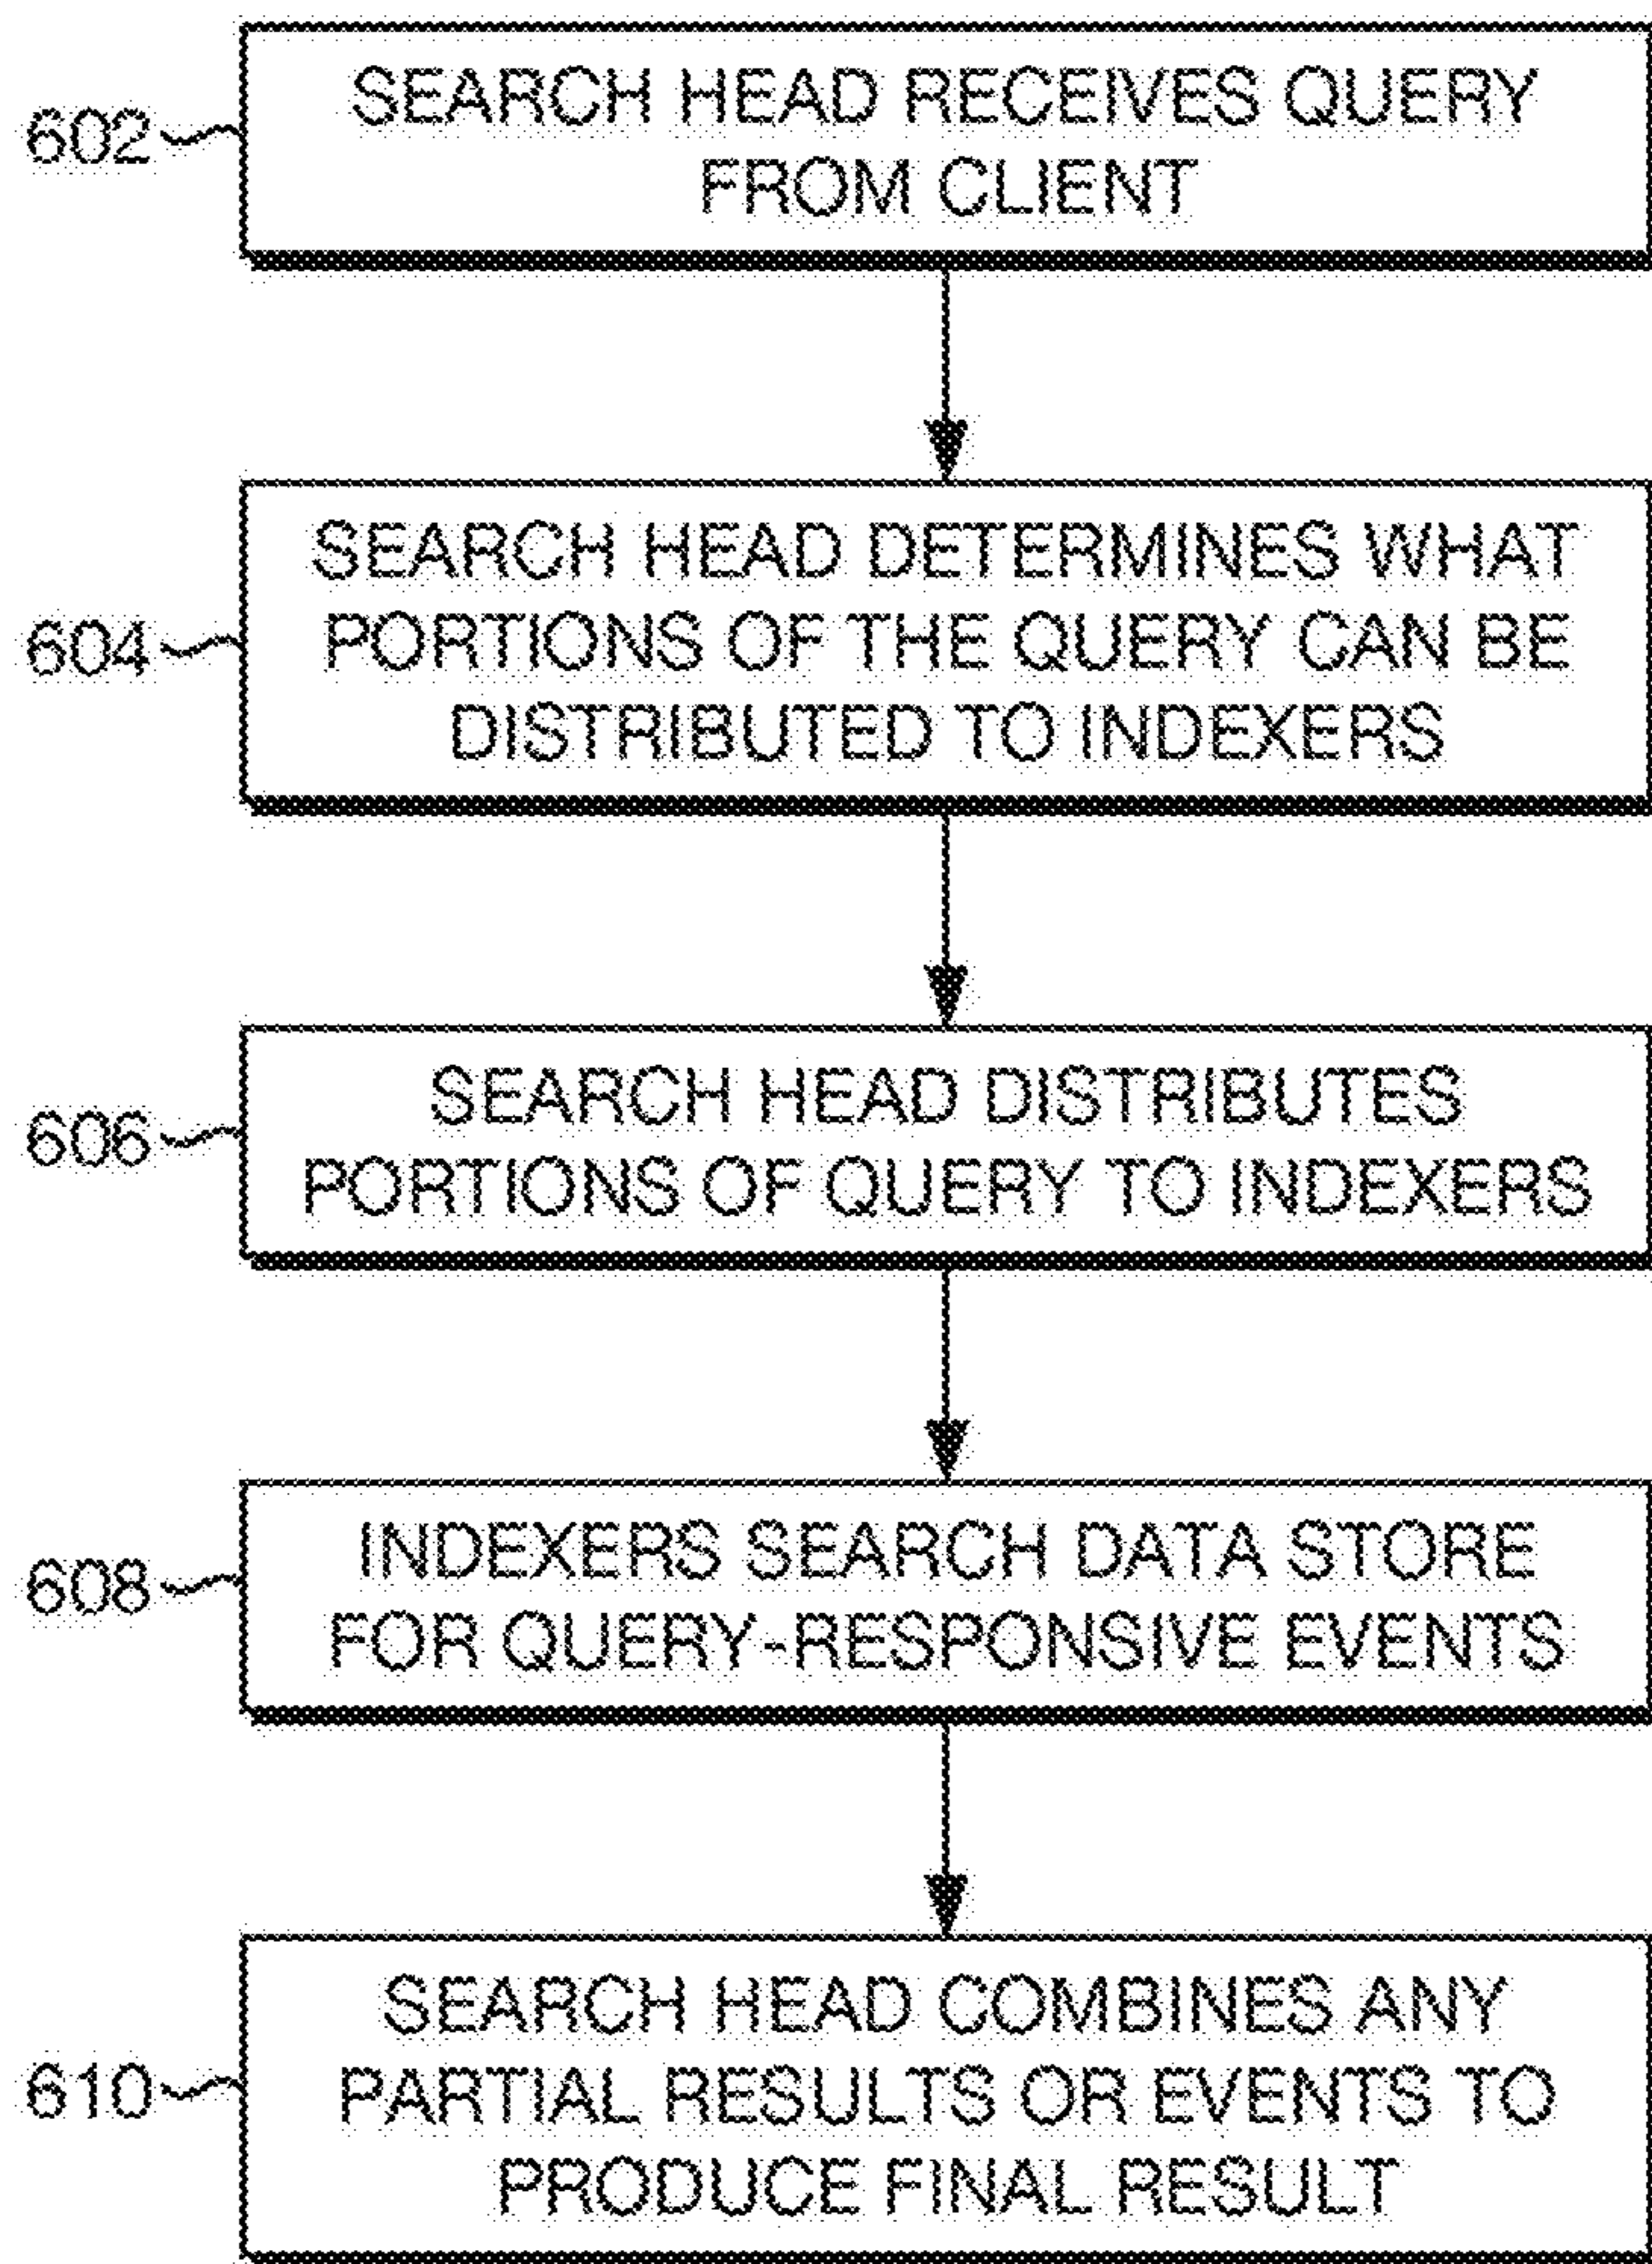 602
SEARCH HEAD RECEIVES QUERY
FROM CLIENT
604
SEARCH HEAD DETERMINES WHAT
PORTIONS OF THE QUERY CAN BE
DISTRIBUTED TO INDEXERS
606
SEARCH HEAD DISTRIBUTES
PORTIONS OF QUERY TO INDEXERS
608
INDEXERS SEARCH DATA STORE
FOR QUERY-RESPONSIVE EVENTS
610
SEARCH HEAD COMBINES ANY
PARTIAL RESULTS OR EVENTS TO
PRODUCE FINAL RESULT